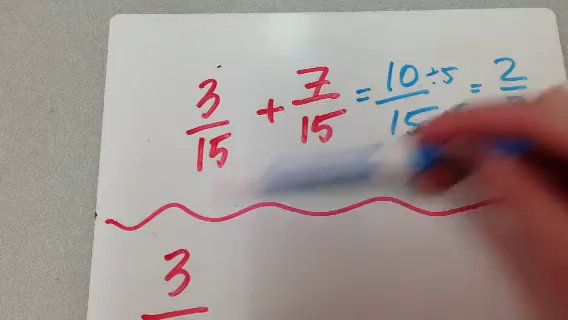 3/15 + 7/15 = 10÷5/15 = 2/
3